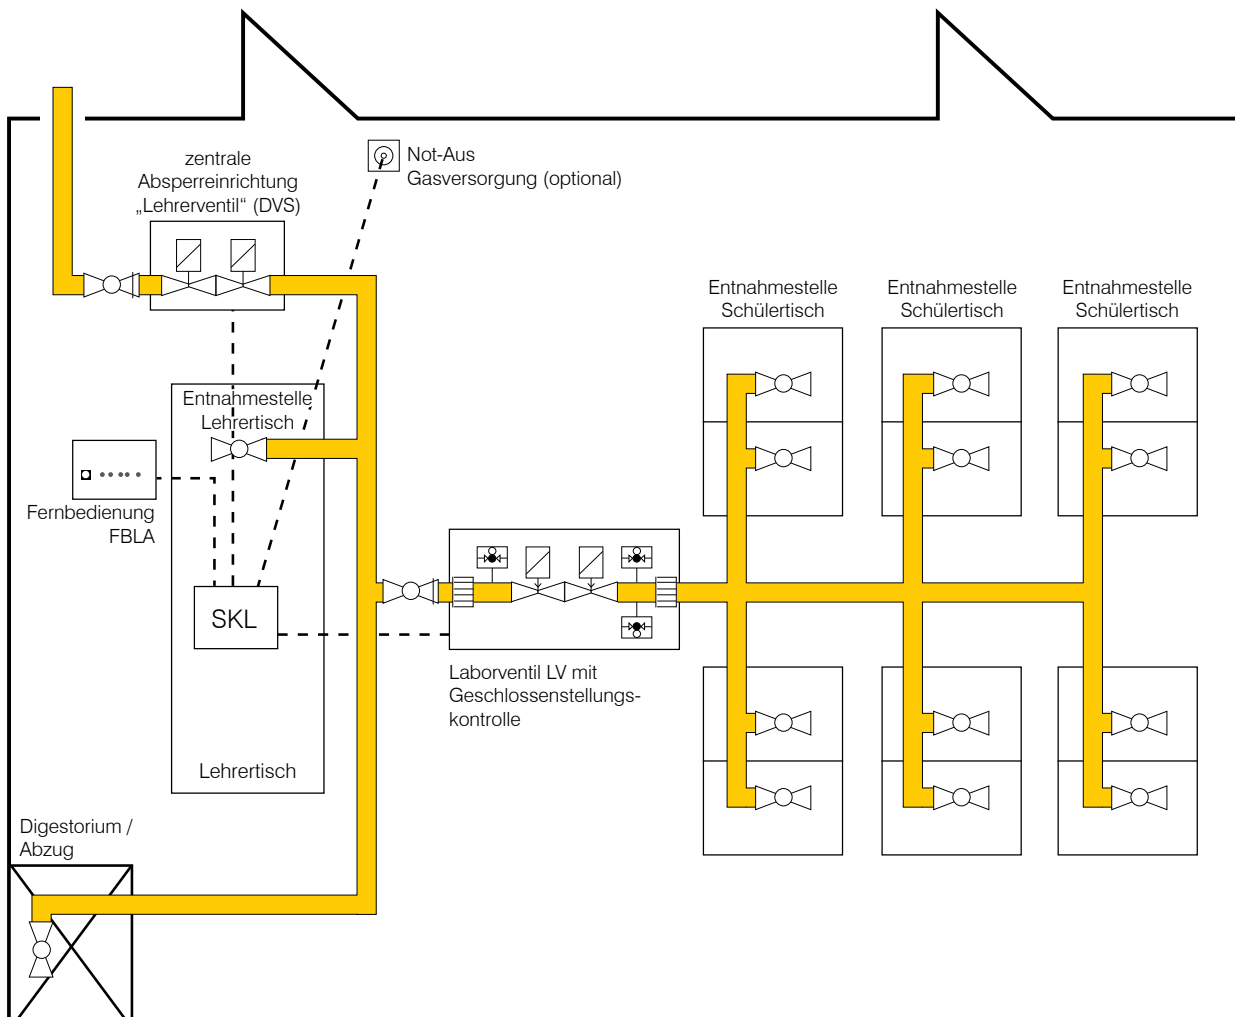 zentrale
Absperreinrichtung
„Lehrerventil“ (DVS)
Not-Aus
Gasversorgung (optional)
Entnahmestelle
Schülertisch
Entnahmestelle
Schülertisch
Entnahmestelle
Schülertisch
Entnahmestelle
Lehrertisch
Fernbedienung
FBLA
SKL
Laborventil LV mit
Geschlossenstellungs-
kontrolle
Lehrertisch
Digestorium /
Abzug